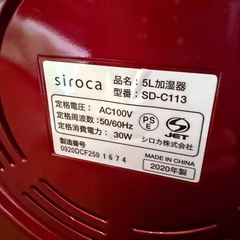 siroca
品名：5L加湿器
型番：SD-C113
定格電圧：AC100V
定格周波数：50/60Hz
定格消費電力：30W
製造番号
0920DCF259 1674
PS
E
JET
シロカ株式会社
MADE IN CHINA
2020年製